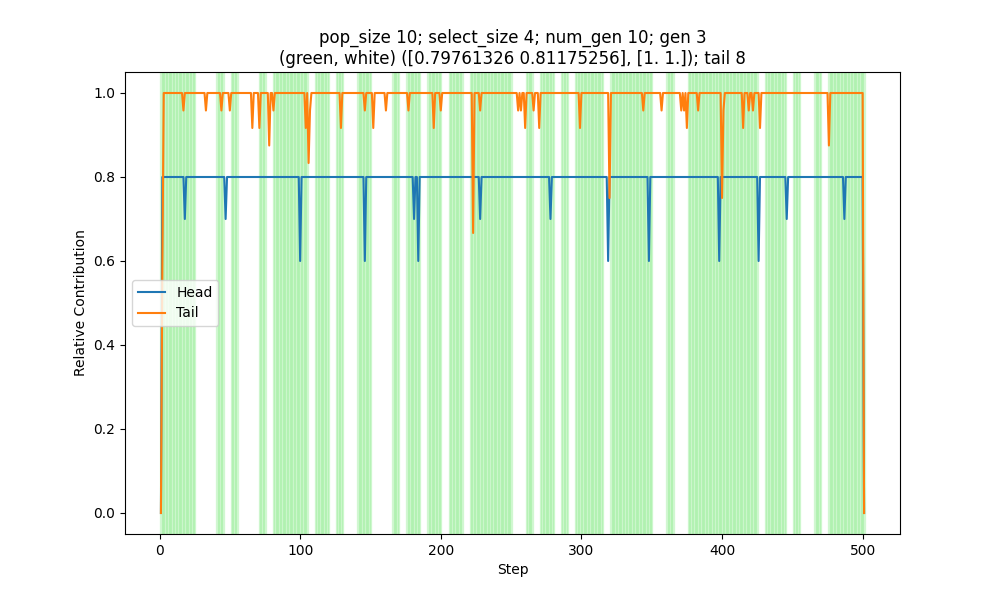 pop_size 10; select_size 4; num_gen 10; gen 3
(green, white) ([0.79761326 0.81175256], [1. 1.]); tail 8
1.0
0.8
0.6
0.4
0.2
0.0
Relative Contribution
Head
Tail
0
100
200
300
400
500
Step